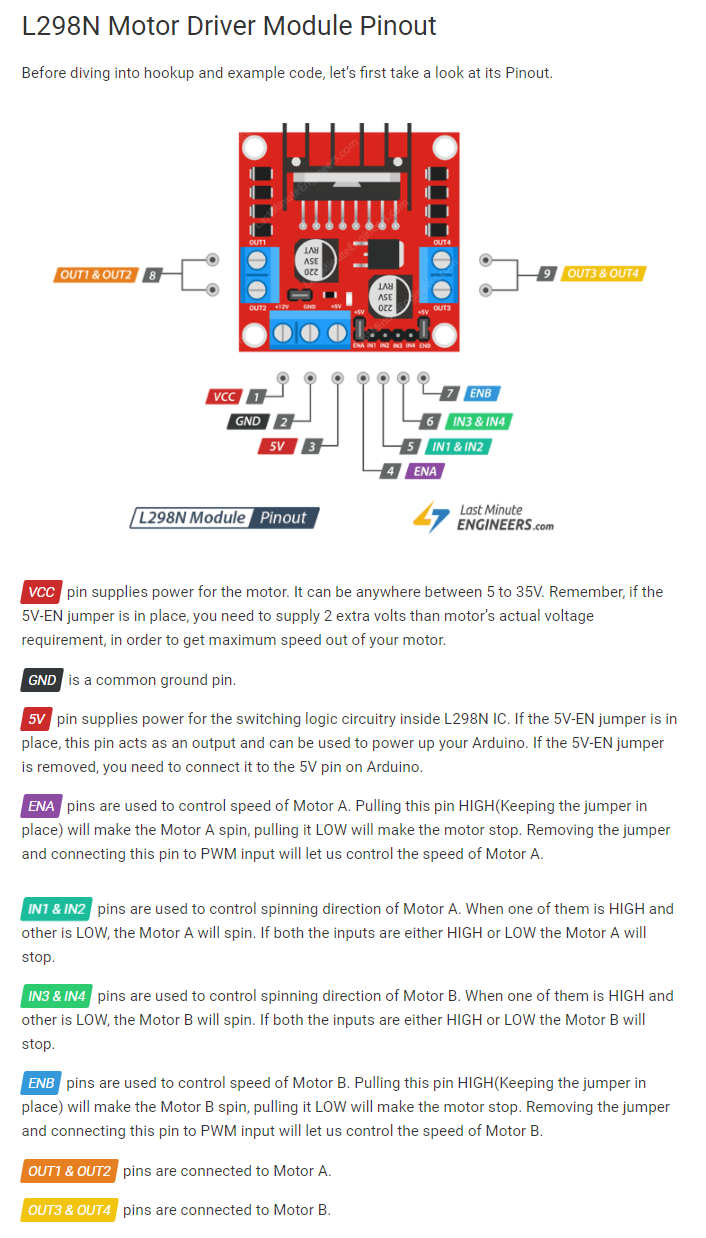 L298N Motor Driver Module Pinout
Before diving into hookup and example code, let's first take a look at its Pinout.
LastMinuteEngineers.com
OUT1
OUT4
RVT
35V
220
RVT
35V
220
OUT1 & OUT2 8
9 OUT3 & OUT4
OUT2 +12V GND +5V
+5V +5V
OUT3
ENA IN1 IN2 IN3 IN4 ENB
VCC 1
7 ENB
GND 2
6 IN3 & IN4
5V 3
5 IN1 & IN2
4 ENA
L298N Module Pinout
Last Minute
ENGINEERS.com
VCC pin supplies power for the motor. It can be anywhere between 5 to 35V. Remember, if the
5V-EN jumper is in place, you need to supply 2 extra volts than motor's actual voltage
requirement, in order to get maximum speed out of your motor.
GND is a common ground pin.
5V pin supplies power for the switching logic circuitry inside L298N IC. If the 5V-EN jumper is in
place, this pin acts as an output and can be used to power up your Arduino. If the 5V-EN jumper
is removed, you need to connect it to the 5V pin on Arduino.
ENA pins are used to control speed of Motor A. Pulling this pin HIGH(Keeping the jumper in
place) will make the Motor A spin, pulling it LOW will make the motor stop. Removing the jumper
and connecting this pin to PWM input will let us control the speed of Motor A.
IN1 & IN2 pins are used to control spinning direction of Motor A. When one of them is HIGH and
other is LOW, the Motor A will spin. If both the inputs are either HIGH or LOW the Motor A will
stop.
IN3 & IN4 pins are used to control spinning direction of Motor B. When one of them is HIGH and
other is LOW, the Motor B will spin. If both the inputs are either HIGH or LOW the Motor B will
stop.
ENB pins are used to control speed of Motor B. Pulling this pin HIGH(Keeping the jumper in
place) will make the Motor B spin, pulling it LOW will make the motor stop. Removing the jumper
and connecting this pin to PWM input will let us control the speed of Motor B.
OUT1 & OUT2 pins are connected to Motor A.
OUT3 & OUT4 pins are connected to Motor B.